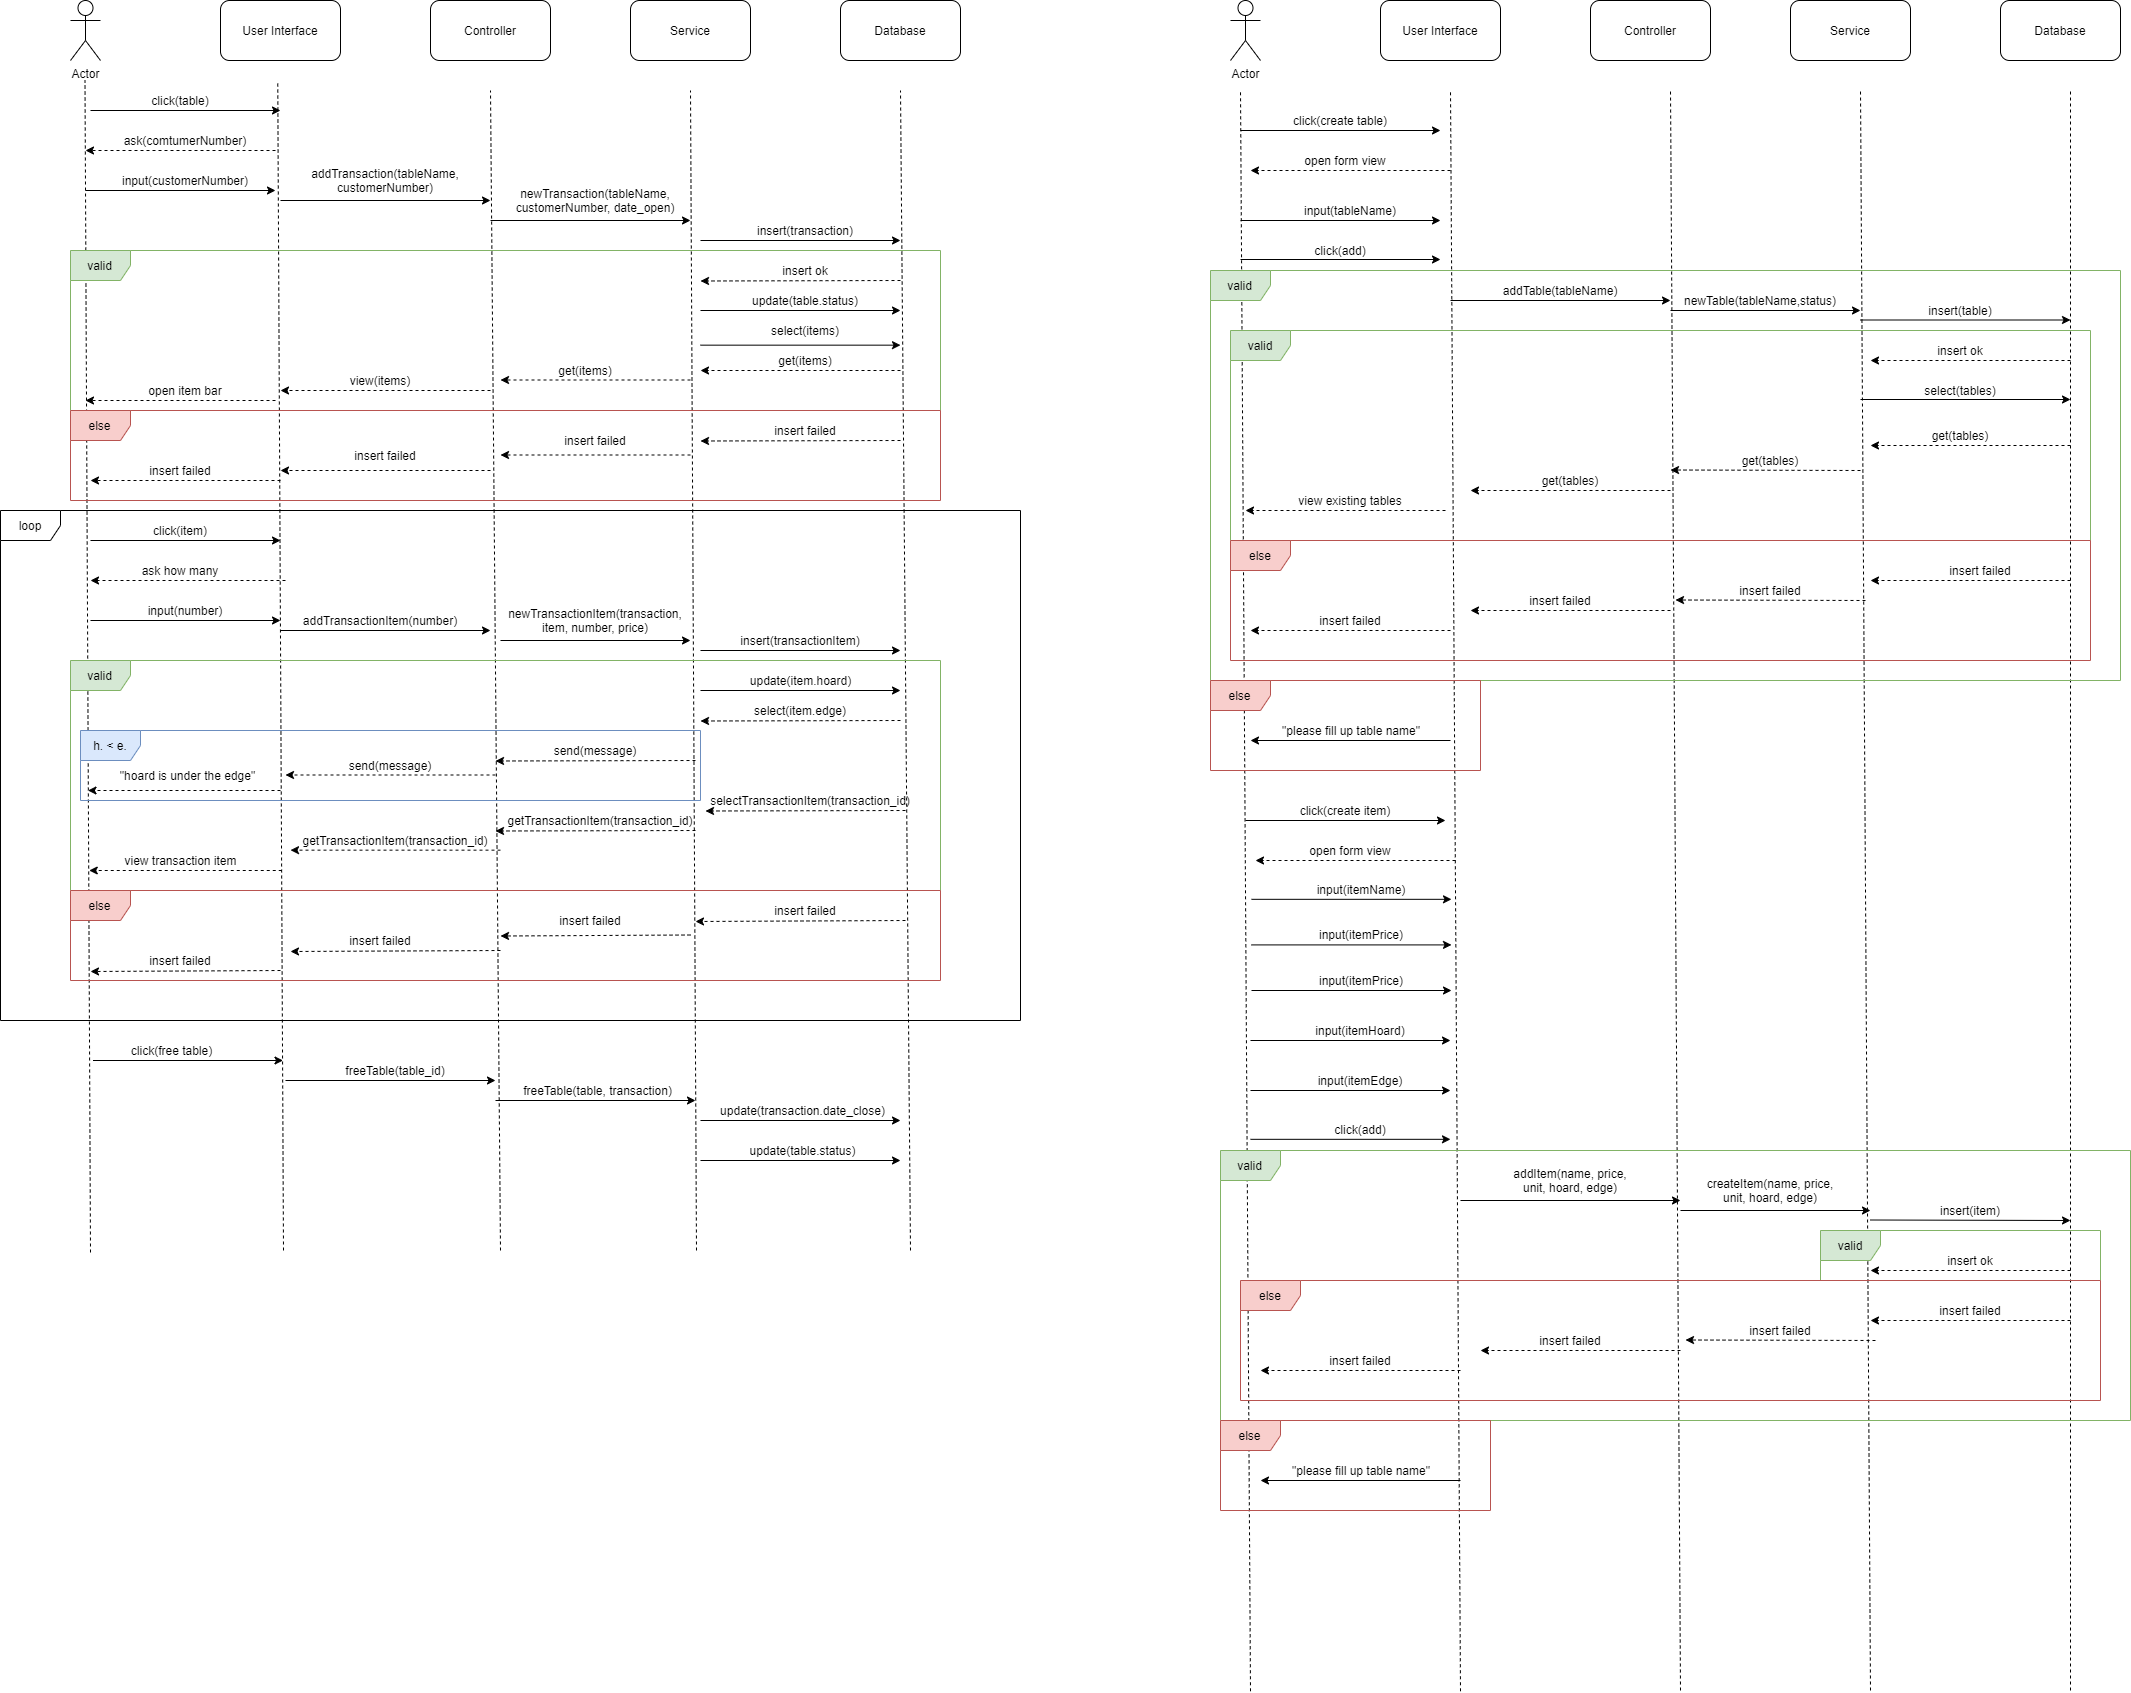 Actor
User Interface
Controller
Service
Database
click(table)
ask(comtumerNumber)
input(customerNumber)
addTransaction(tableName,
customerNumber)
newTransaction(tableName,
customerNumber, date_open)
insert(transaction)
valid
insert ok
update(table.status)
select(items)
get(items)
get(items)
view(items)
open item bar
else
insert failed
insert failed
insert failed
insert failed
loop
click(item)
ask how many
input(number)
addTransactionItem(number)
newTransactionItem(transaction,
item, number, price)
insert(transactionItem)
valid
update(item.hoard)
select(item.edge)
h. < e.
send(message)
send(message)
"hoard is under the edge"
selectTransactionItem(transaction_id)
getTransactionItem(transaction_id)
getTransactionItem(transaction_id)
view transaction item
else
insert failed
insert failed
insert failed
insert failed
click(free table)
freeTable(table_id)
freeTable(table, transaction)
update(transaction.date_close)
update(table.status)
Actor
User Interface
Controller
Service
Database
click(create table)
open form view
input(tableName)
click(add)
valid
addTable(tableName)
newTable(tableName,status)
insert(table)
valid
insert ok
select(tables)
get(tables)
get(tables)
get(tables)
view existing tables
else
insert failed
insert failed
insert failed
insert failed
else
"please fill up table name"
click(create item)
open form view
input(itemName)
input(itemPrice)
input(itemPrice)
input(itemHoard)
input(itemEdge)
click(add)
valid
addItem(name, price,
unit, hoard, edge)
createItem(name, price,
unit, hoard, edge)
insert(item)
valid
insert ok
else
insert failed
insert failed
insert failed
insert failed
else
"please fill up table name"